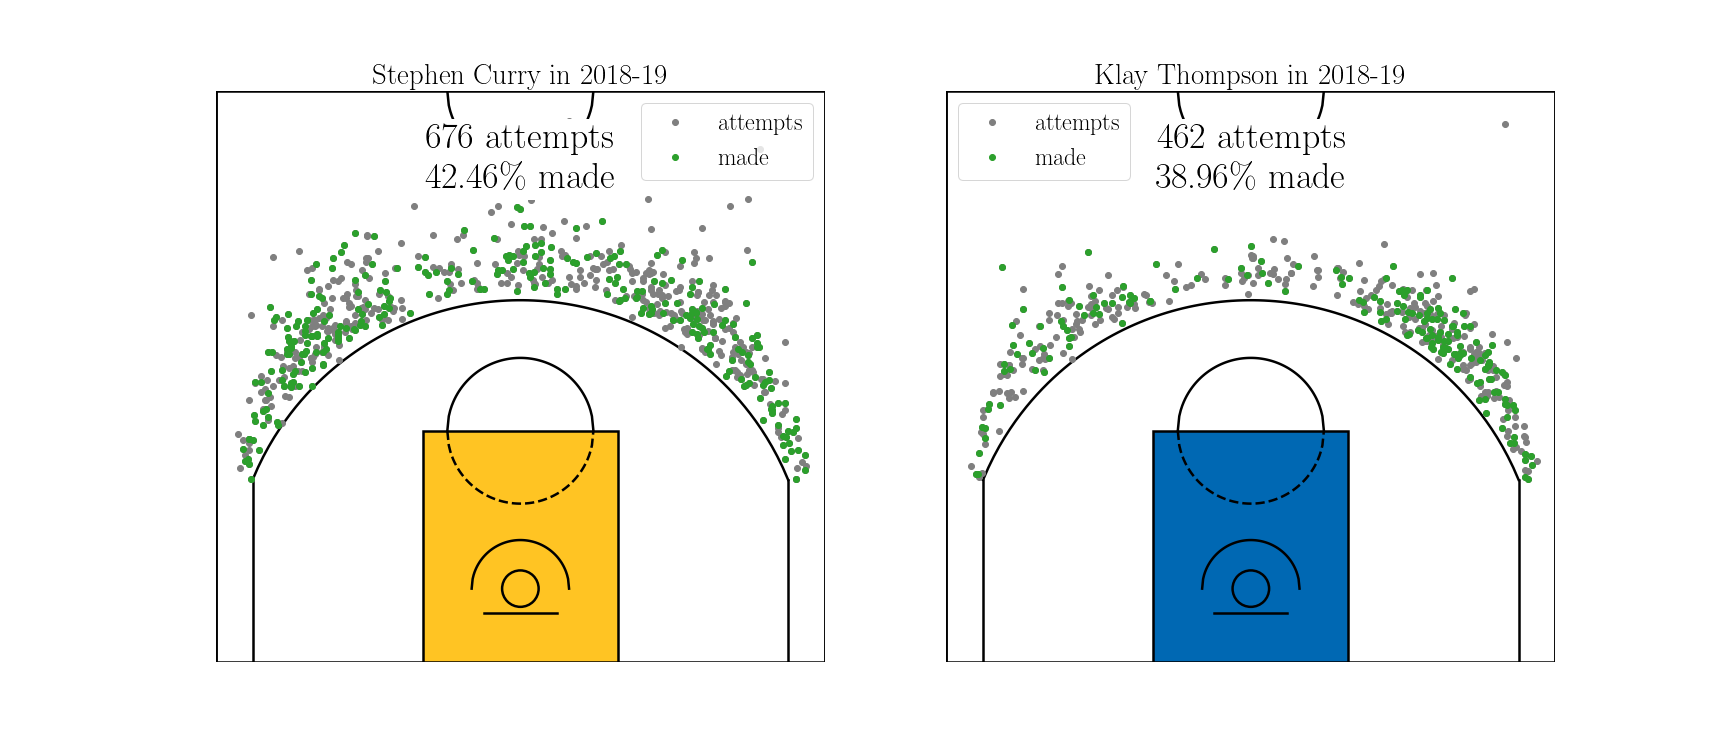 Stephen Curry in 2018-19
676 attempts
42.46% made
attempts
made
Klay Thompson in 2018-19
attempts
made
462 attempts
38.96% made